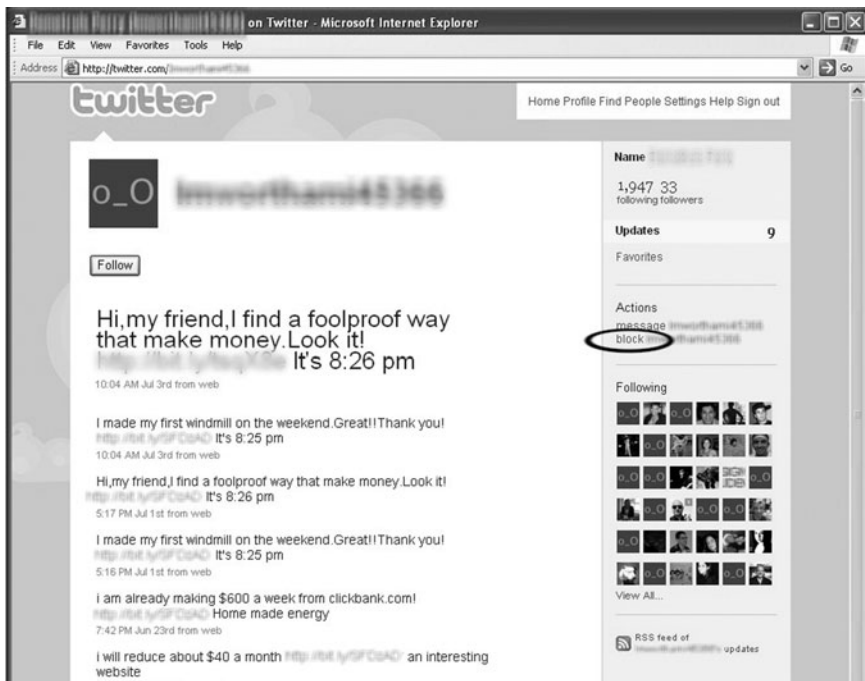 on Twitter - Microsoft Internet Explorer
File Edit View Favorites Tools Help
Address http://twitter.com/ Go
twitter
Home Profile Find People Settings Help Sign out
o_O
Follow
Hi,my friend,I find a foolproof way
that make money.Look it!
It's 8:26 pm
10:04 AM Jul 3rd from web
I made my first windmill on the weekend.Great!!Thank you!
It's 8:25 pm
10:04 AM Jul 3rd from web
Hi,my friend,I find a foolproof way that make money.Look it!
It's 8:26 pm
5:17 PM Jul 1st from web
I made my first windmill on the weekend.Great!!Thank you!
It's 8:25 pm
5:16 PM Jul 1st from web
i am already making $600 a week from clickbank.com!
Home made energy
7:42 PM Jun 23rd from web
i will reduce about $40 a month an interesting
website
Name
1,947 33
following followers
Updates 9
Favorites
Actions
message
block
Following
View All...
RSS feed of
updates